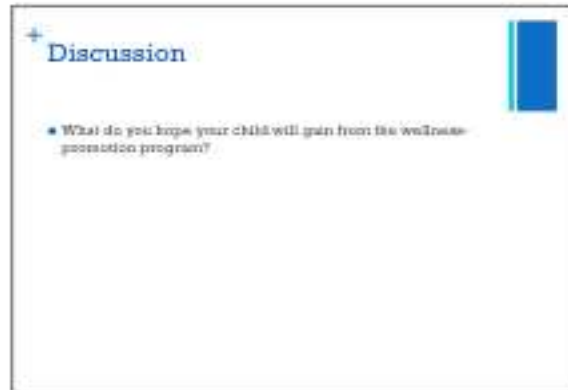 +
Discussion
What do you hope your child will gain from the wellness-
promotion program?